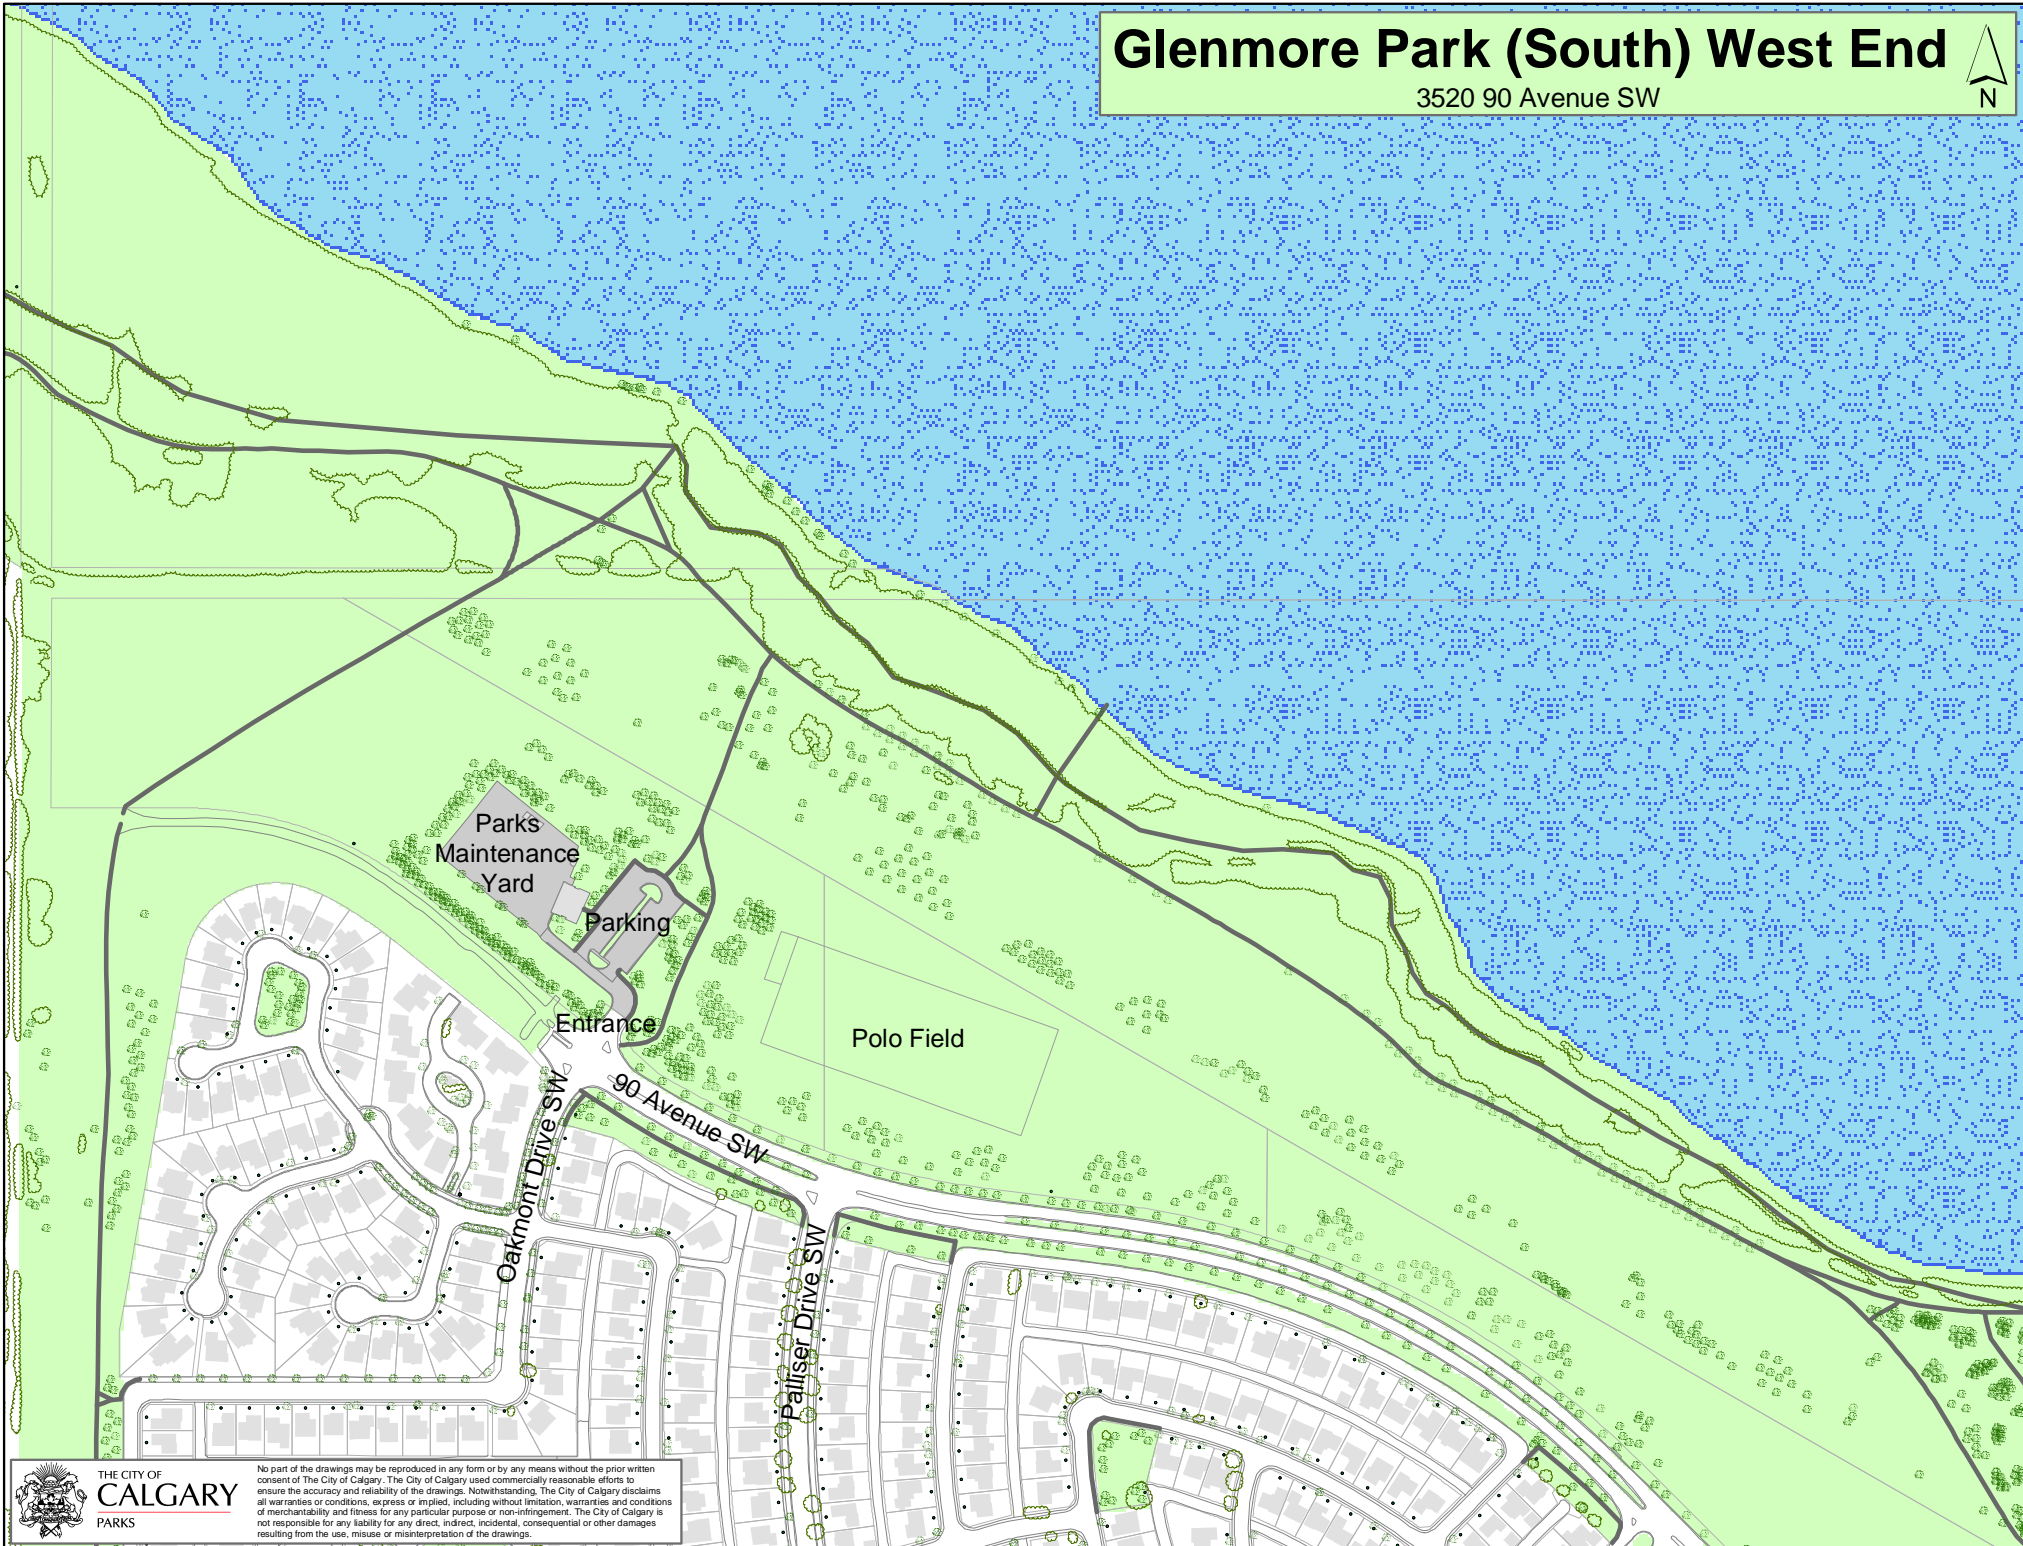 Glenmore Park (South) West End
3520 90 Avenue SW
N
Parks
Maintenance
Yard
Parking
Entrance
Polo Field
90 Avenue SW
Oakmont Drive SW
Palliser Drive SW
THE CITY OF
CALGARY
PARKS
No part of the drawings may be reproduced in any form or by any means without the prior written
consent of The City of Calgary. The City of Calgary used commercially reasonable efforts to
ensure the accuracy and reliability of the drawings. Notwithstanding, The City of Calgary disclaims
all warranties or conditions, express or implied, including without limitation, warranties and conditions
of merchantability and fitness for any particular purpose or non-infringement. The City of Calgary is
not responsible for any liability for any direct, indirect, incidental, consequential or other damages
resulting from the use, misuse or misinterpretation of the drawings.